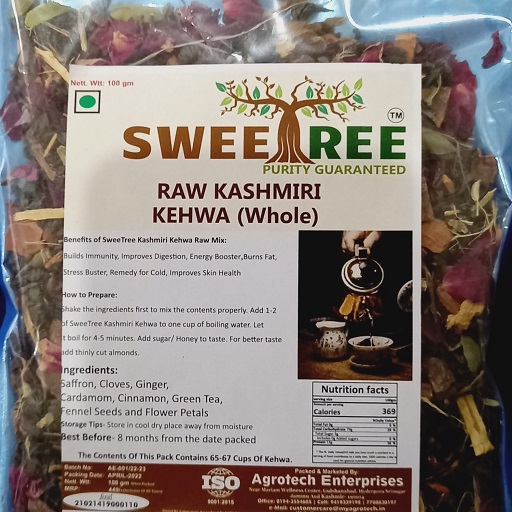 Nett. Wtt: 100 gm
SWEETREE
TM
PURITY GUARANTEED
RAW KASHMIRI
KEHWA (Whole)
Benefits of SweeTree Kashmiri Kehwa Raw Mix:
Builds Immunity, Improves Digestion, Energy Booster,Burns Fat,
Stress Buster, Remedy for Cold, Improves Skin Health
How to Prepare:
Shake the ingredients first to mix the contents properly. Add 1-2
of SweeTree Kashmiri Kehwa to one cup of boiling water. Let
it boil for 4-5 minutes. Add sugar/ Honey to taste. For better taste
add thinly cut almonds.
Ingredients:
Saffron, Cloves, Ginger,
Cardamom, Cinnamon, Green Tea,
Fennel Seeds and Flower Petals
Storage Tips- Store in cool dry place away from moisture
Best Before- 8 months from the date packed
The Contents Of This Pack Contains 65-67 Cups Of Kehwa.
Nutrition facts
Calories 369
Batch No: AE-001/22-23
Packing Date: APRIL-2022
Nett. Wtt: 100 gm
MRP:
fssai
21021419000110
ISO
9001:2015
Packed & Marketed By:
Agrotech Enterprises